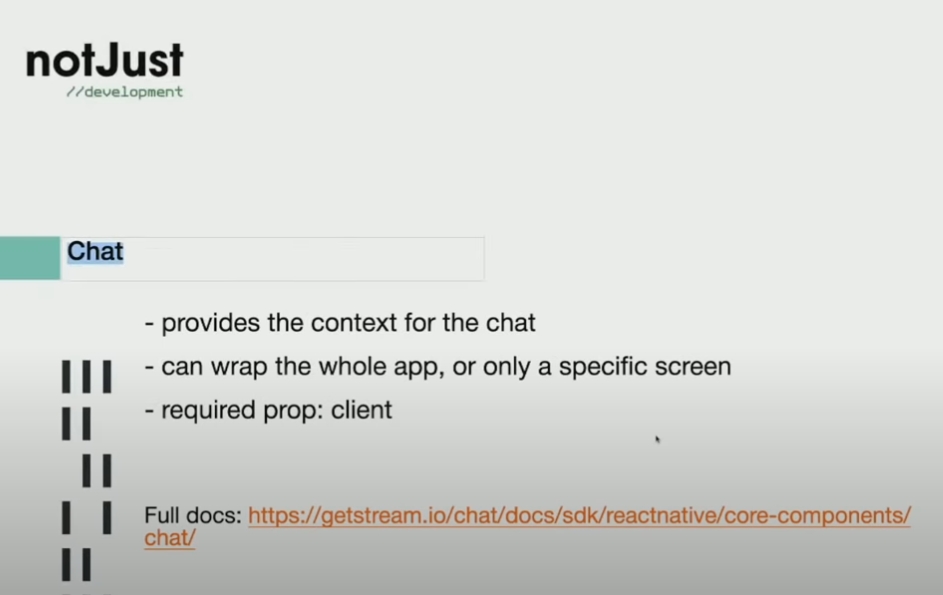 notJust
//development
Chat
- provides the context for the chat
- can wrap the whole app, or only a specific screen
- required prop: client
Full docs: https://getstream.io/chat/docs/sdk/reactnative/core-components/
chat/